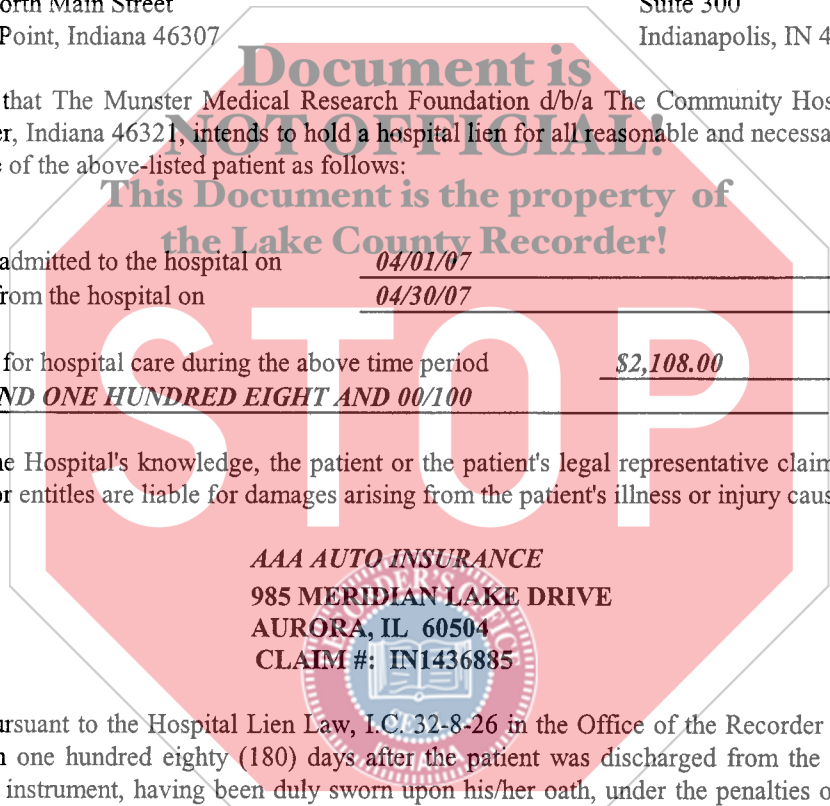 orth Main Street Suite 300
Point, Indiana 46307 Indianapolis, IN 4
Document is
that The Munster Medical Research Foundation d/b/a The Community Hos
NOT OFFICIAL!
er, Indiana 46321, intends to hold a hospital lien for all reasonable and necessa
e of the above-listed patient as follows:
This Document is the property of
the Lake County Recorder!
admitted to the hospital on 04/01/07
from the hospital on 04/30/07
STOP
for hospital care during the above time period $2,108.00
ND ONE HUNDRED EIGHT AND 00/100
ne Hospital's knowledge, the patient or the patient's legal representative claim
or entitles are liable for damages arising from the patient's illness or injury caus
AAA AUTO INSURANCE
985 MERIDIAN LAKE DRIVE
AURORA, IL 60504
CLAIM #: IN1436885
RECORDER'S OFFICE
SEAL
INDIANA
ursuant to the Hospital Lien Law, I.C. 32-8-26 in the Office of the Recorder
n one hundred eighty (180) days after the patient was discharged from the
instrument, having been duly sworn upon his/her oath, under the penalties o